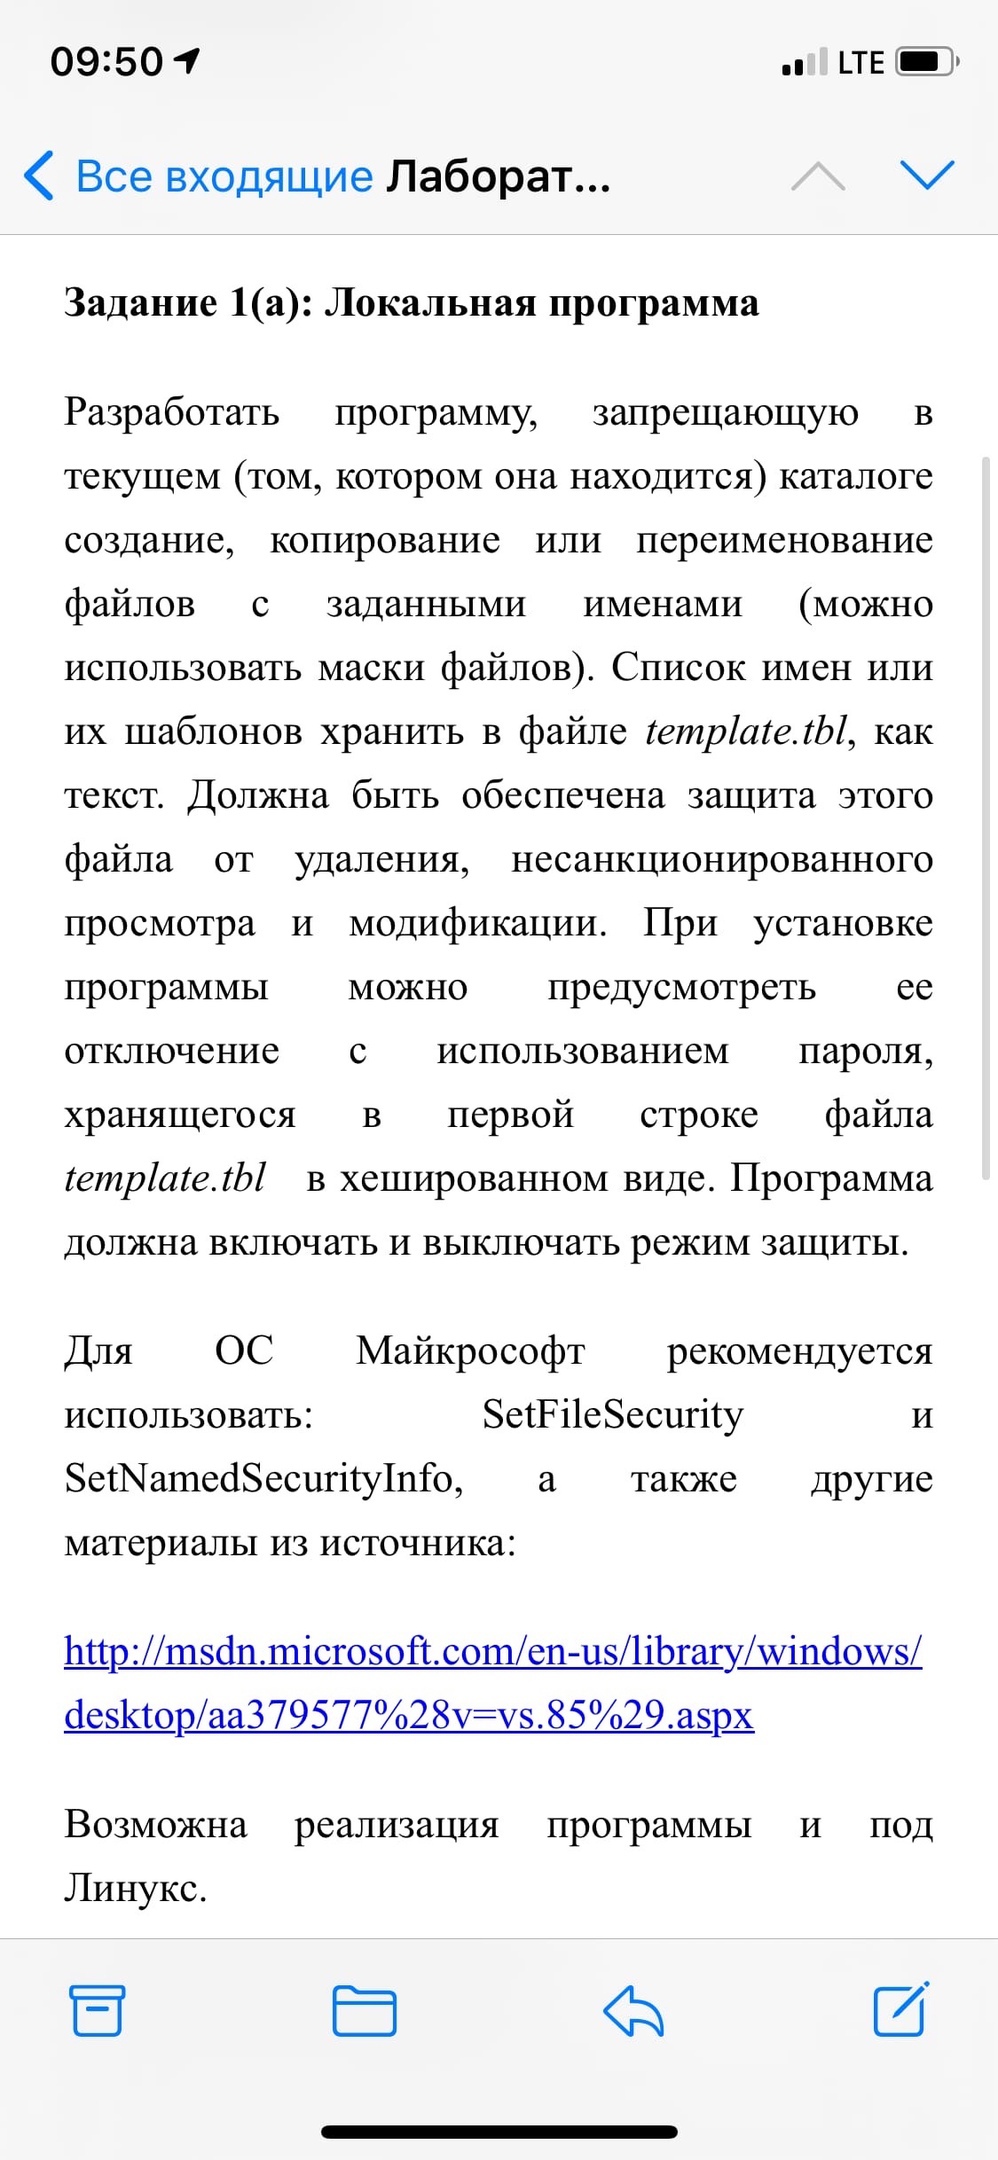 09:50
LTE
Все входящие Лаборат...
Задание 1(а): Локальная программа
Разработать программу, запрещающую в
текущем (том, котором она находится) каталоге
создание, копирование или переименование
файлов с заданными именами (можно
использовать маски файлов). Список имен или
их шаблонов хранить в файле template.tbl, как
текст. Должна быть обеспечена защита этого
файла от удаления, несанкционированного
просмотра и модификации. При установке
программы можно предусмотреть ее
отключение с использованием пароля,
хранящегося в первой строке файла
template.tbl в хешированном виде. Программа
должна включать и выключать режим защиты.
Для ОС Майкрософт рекомендуется
использовать: SetFileSecurity и
SetNamedSecurityInfo, а также другие
материалы из источника:
http://msdn.microsoft.com/en-us/library/windows/
desktop/aa379577%28v=vs.85%29.aspx
Возможна реализация программы и под
Линукс.